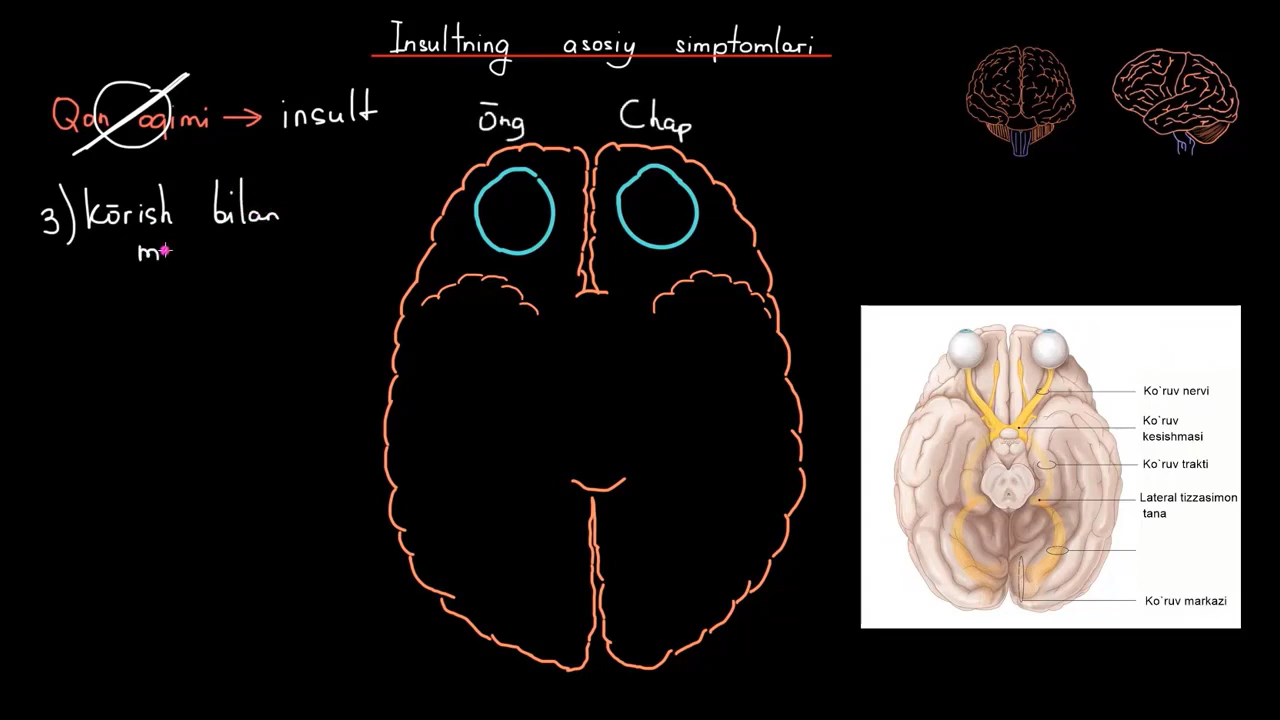 Insultning asosiy simptomlari
Qon oqimi → insult
ōng Chap
3) kōrish bilan
m
Ko`ruv nervi
Ko`ruv
kesishmasi
Ko`ruv trakti
Lateral tizzasimon
tana
Ko`ruv markazi